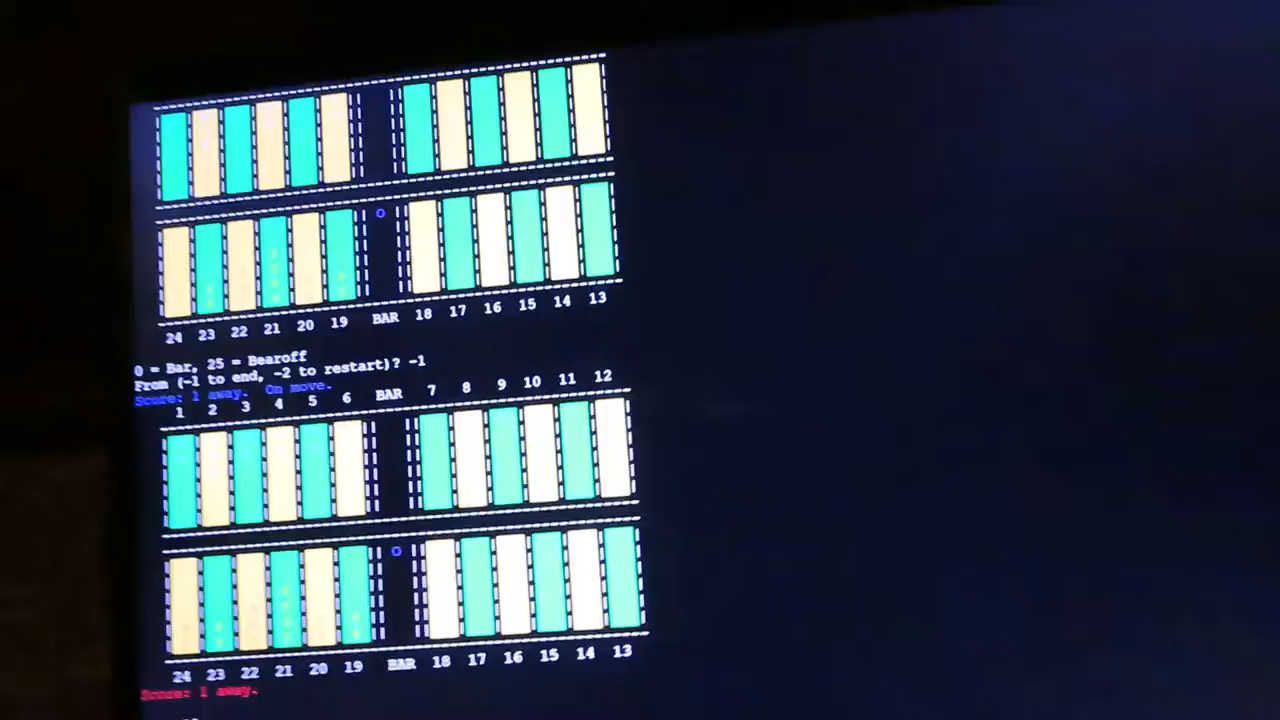 o
24 23 22 21 20 19 BAR 18 17 16 15 14 13
0 = Bar, 25 = Bearoff
From (-1 to end, -2 to restart)? -1
Score: 1 away. On move.
1 2 3 4 5 6 BAR 7 8 9 10 11 12
o
24 23 22 21 20 19 BAR 18 17 16 15 14 13
Score: 1 away.